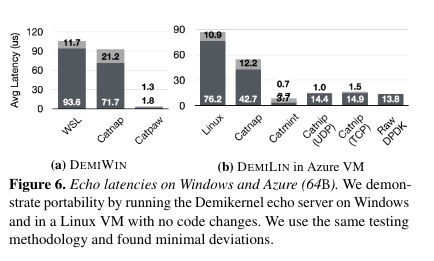 Avg Latency (us)
120
90
60
30
0
11.7
93.6
21.2
71.7
1.3
1.8
WSL
Catnap
Catpaw
(a) DEMIWIN
90
60
30
0
10.9
76.2
12.2
42.7
0.7
3.7
1.0
14.4
1.5
14.9
13.8
Linux
Catnap
Catmint
Catnip
(UDP)
Catnip
(TCP)
Raw
DPDK
(b) DEMILIN in Azure VM
Figure 6. Echo latencies on Windows and Azure (64B). We demon-
strate portability by running the Demikernel echo server on Windows
and in a Linux VM with no code changes. We use the same testing
methodology and found minimal deviations.